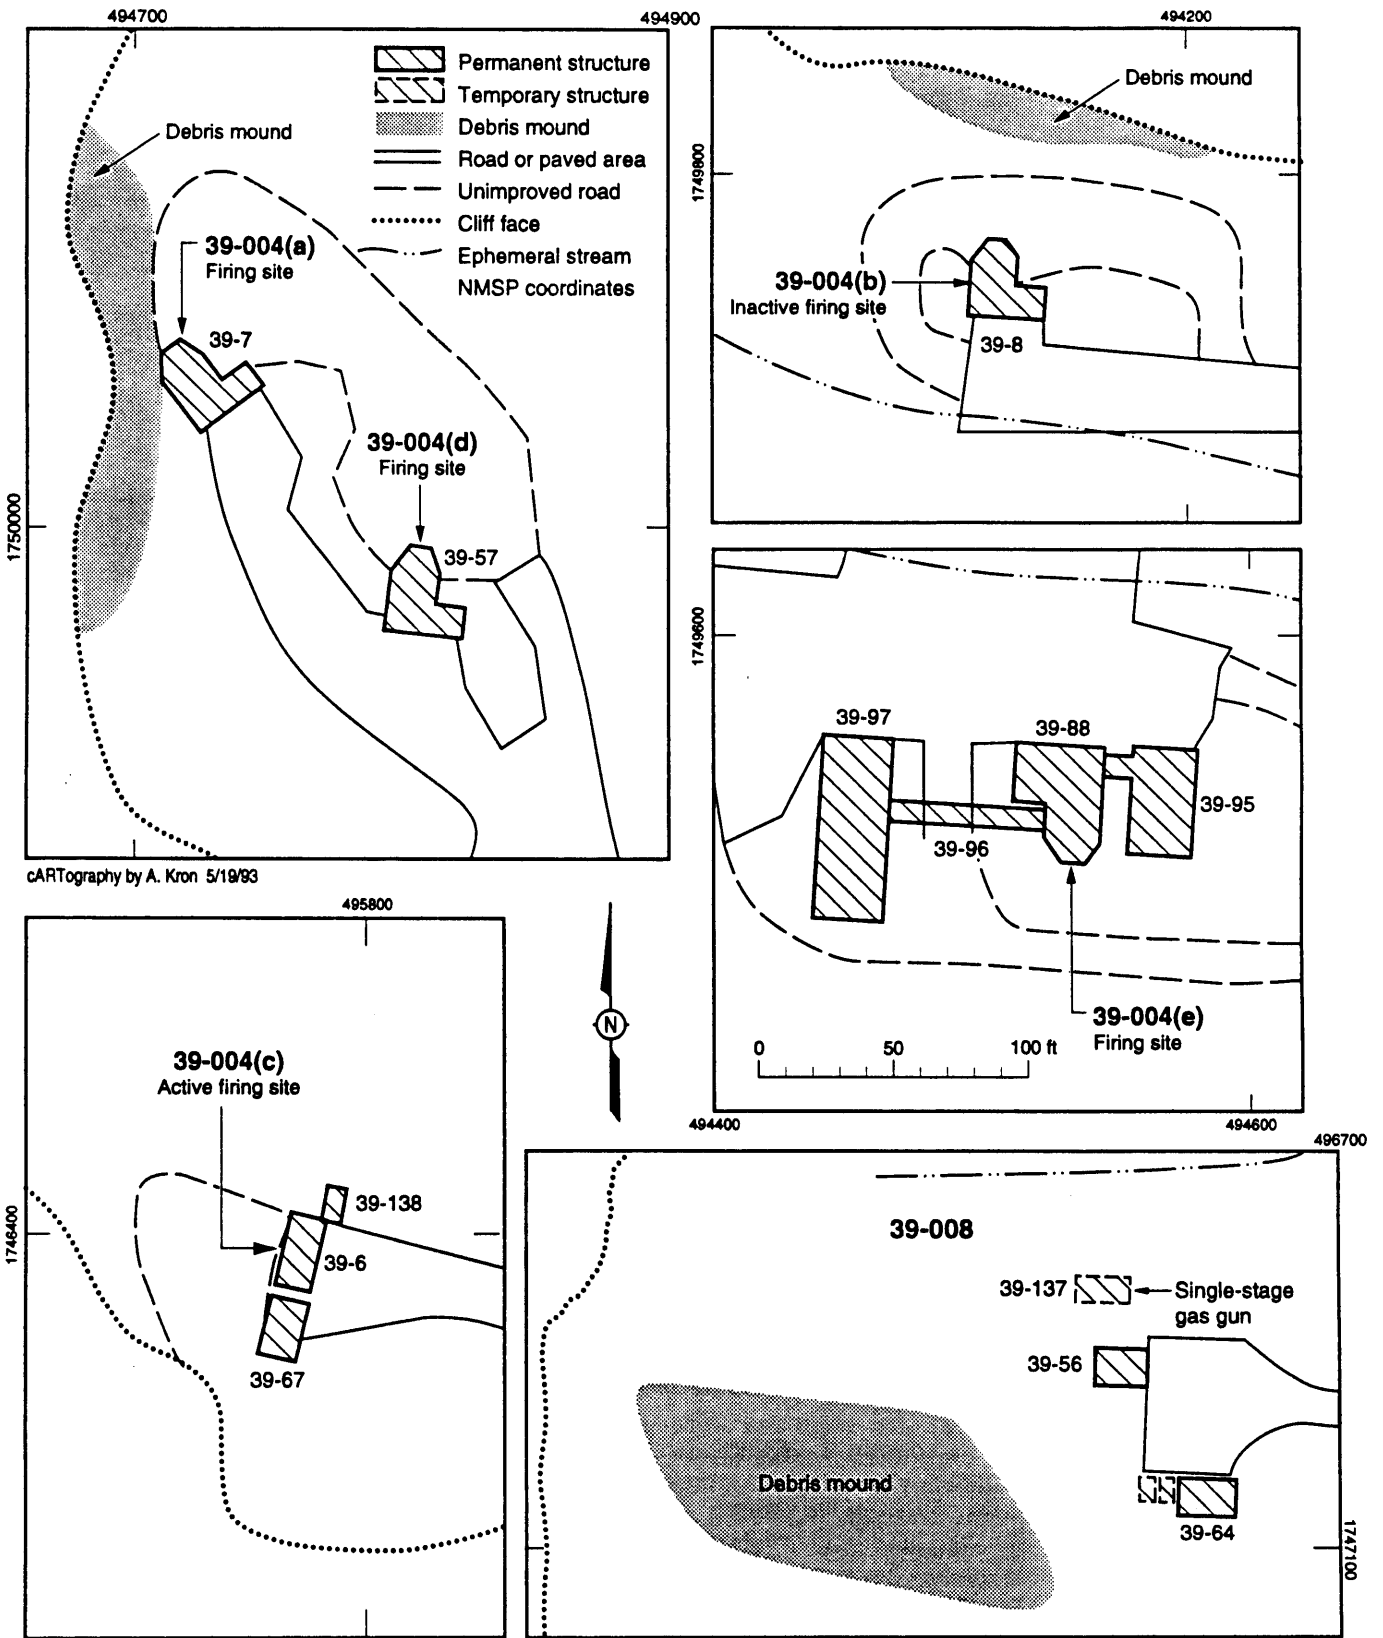 494700
494900
Permanent structure
Temporary structure
Debris mound
Road or paved area
Unimproved road
Cliff face
Ephemeral stream
NMSP coordinates
Debris mound
39-004(a)
Firing site
39-7
39-004(d)
Firing site
39-57
1750000
cARTography by A. Kron 5/19/93
494200
Debris mound
1749800
39-004(b)
Inactive firing site
39-8
1749600
39-97
39-88
39-95
39-96
39-004(e)
Firing site
0 50 100 ft
494400
494600
495800
39-004(c)
Active firing site
39-138
39-6
39-67
1746400
N
496700
39-008
39-137
Single-stage
gas gun
39-56
Debris mound
39-64
1747100